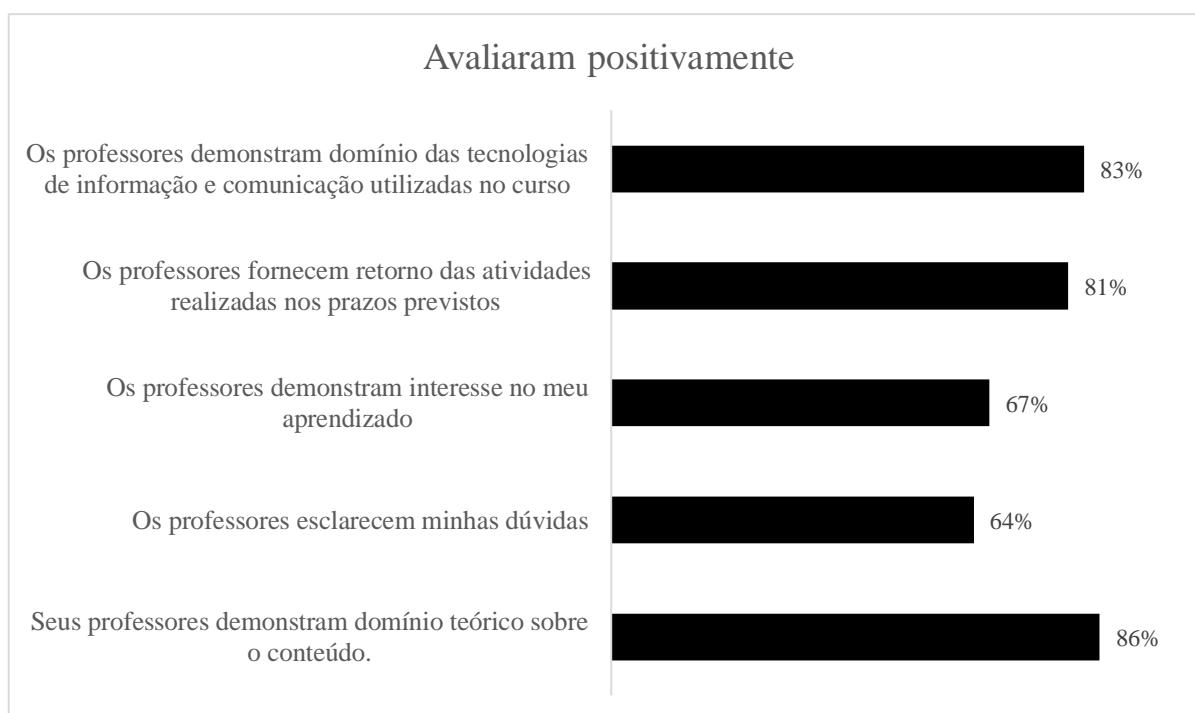 Avaliaram positivamente
Os professores demonstram domínio das tecnologias
de informação e comunicação utilizadas no curso
83%
Os professores fornecem retorno das atividades
realizadas nos prazos previstos
81%
Os professores demonstram interesse no meu
aprendizado
67%
Os professores esclarecem minhas dúvidas
64%
Seus professores demonstram domínio teórico sobre
o conteúdo.
86%